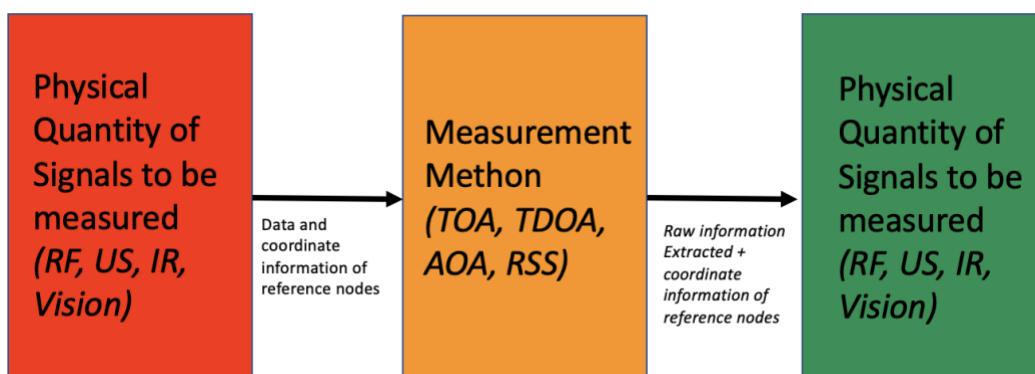 Physical
Quantity of
Signals to be
measured
(RF, US, IR,
Vision)
Data and
coordinate
information of
reference nodes
Measurement
Methon
(TOA, TDOA,
AOA, RSS)
Raw information
Extracted +
coordinate
information of
reference nodes
Physical
Quantity of
Signals to be
measured
(RF, US, IR,
Vision)